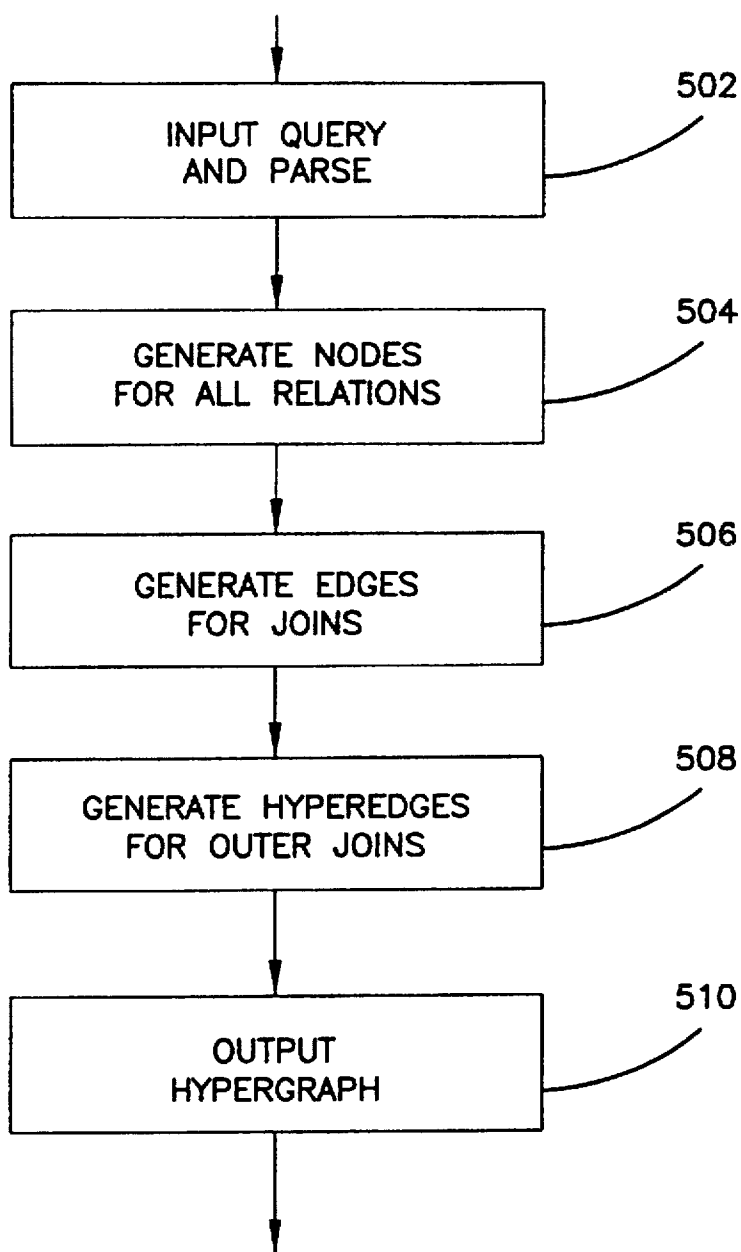 502
INPUT QUERY
AND PARSE
504
GENERATE NODES
FOR ALL RELATIONS
506
GENERATE EDGES
FOR JOINS
508
GENERATE HYPEREDGES
FOR OUTER JOINS
510
OUTPUT
HYPERGRAPH